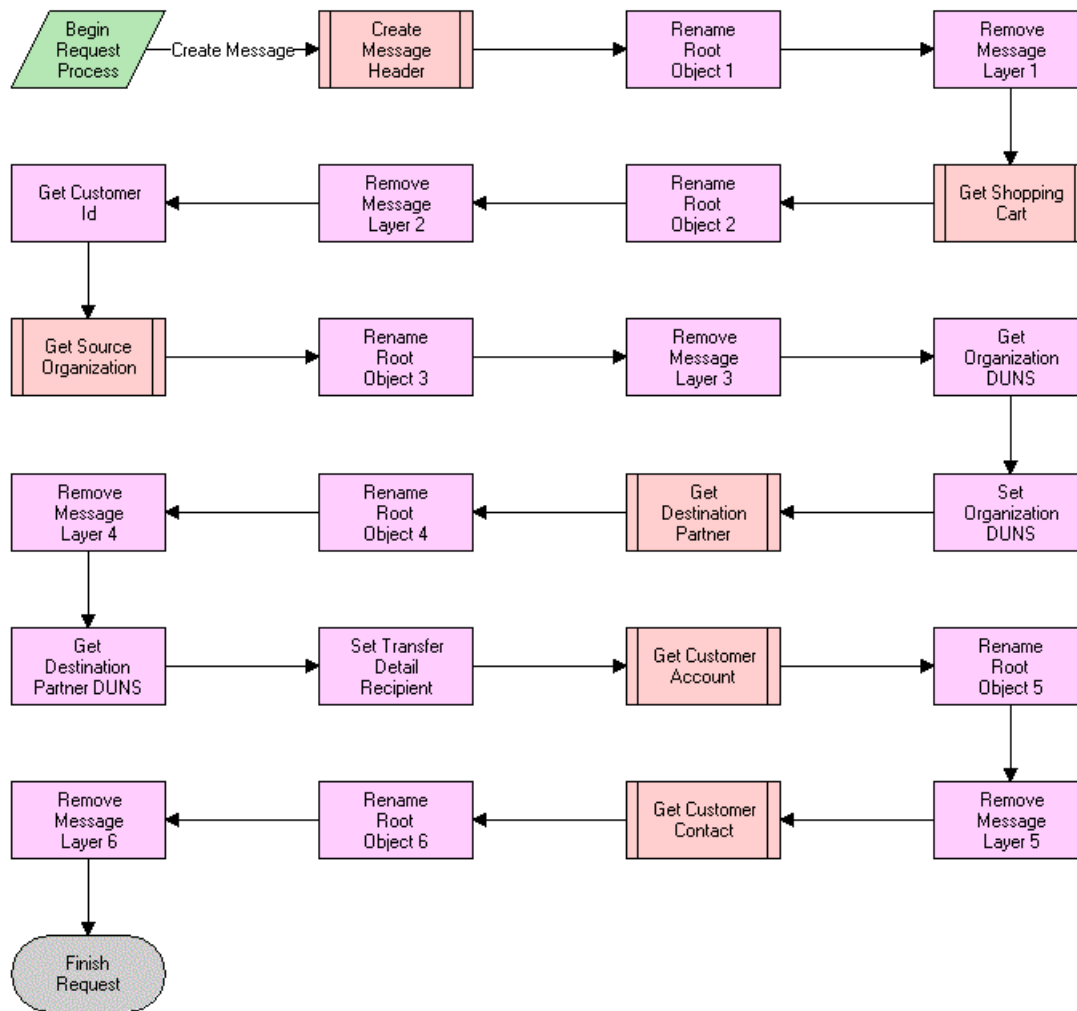 Begin
Request
Process
Create Message
Create
Message
Header
Rename
Root
Object 1
Remove
Message
Layer 1
Get Shopping
Cart
Rename
Root
Object 2
Remove
Message
Layer 2
Get Customer
Id
Get Source
Organization
Rename
Root
Object 3
Remove
Message
Layer 3
Get
Organization
DUNS
Set
Organization
DUNS
Get
Destination
Partner
Rename
Root
Object 4
Remove
Message
Layer 4
Get
Destination
Partner DUNS
Set Transfer
Detail
Recipient
Get Customer
Account
Rename
Root
Object 5
Remove
Message
Layer 5
Get Customer
Contact
Rename
Root
Object 6
Remove
Message
Layer 6
Finish
Request